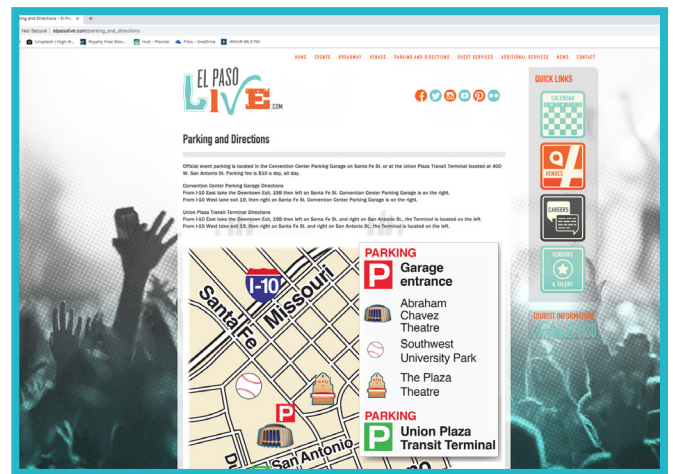 ing and Directions - El Pas
Not Secure | elpasolive.com/parking_and_directions
Unsplash | High-R...
Royalty Free Stoc...
Hub - Planner
Files - OneDrive
WHUR 96.3 FM
HOME EVENTS BROADWAY VENUES PARKING AND DIRECTIONS GUEST SERVICES ADDITIONAL SERVICES NEWS CONTACT
EL PASO
LIVE.COM
QUICK LINKS
CALENDAR
VENUES
CAREERS
VENDORS
& TALENT
TOURIST INFORMATION
Parking and Directions
Official event parking is located in the Convention Center Parking Garage on Santa Fe St. or at the Union Plaza Transit Terminal located at 400
W. San Antonio St. Parking fee is $10 a day, all day.
Convention Center Parking Garage Directions
From I-10 East take the Downtown Exit, 19B then left on Santa Fe St. Convention Center Parking Garage is on the right.
From I-10 West take exit 19, then right on Santa Fe St. Convention Center Parking Garage is on the right.
Union Plaza Transit Terminal Directions
From I-10 East take the Downtown Exit, 19B then left on Santa Fe St. and right on San Antonio St., the Terminal is located on the left.
From I-10 West take exit 19, then right on Santa Fe St. and right on San Antonio St., the Terminal is located on the left.
I-10
Missouri
Santa Fe
P
San Antonio
PARKING
P Garage
entrance
Abraham
Chavez
Theatre
Southwest
University Park
The Plaza
Theatre
PARKING
P Union Plaza
Transit Terminal